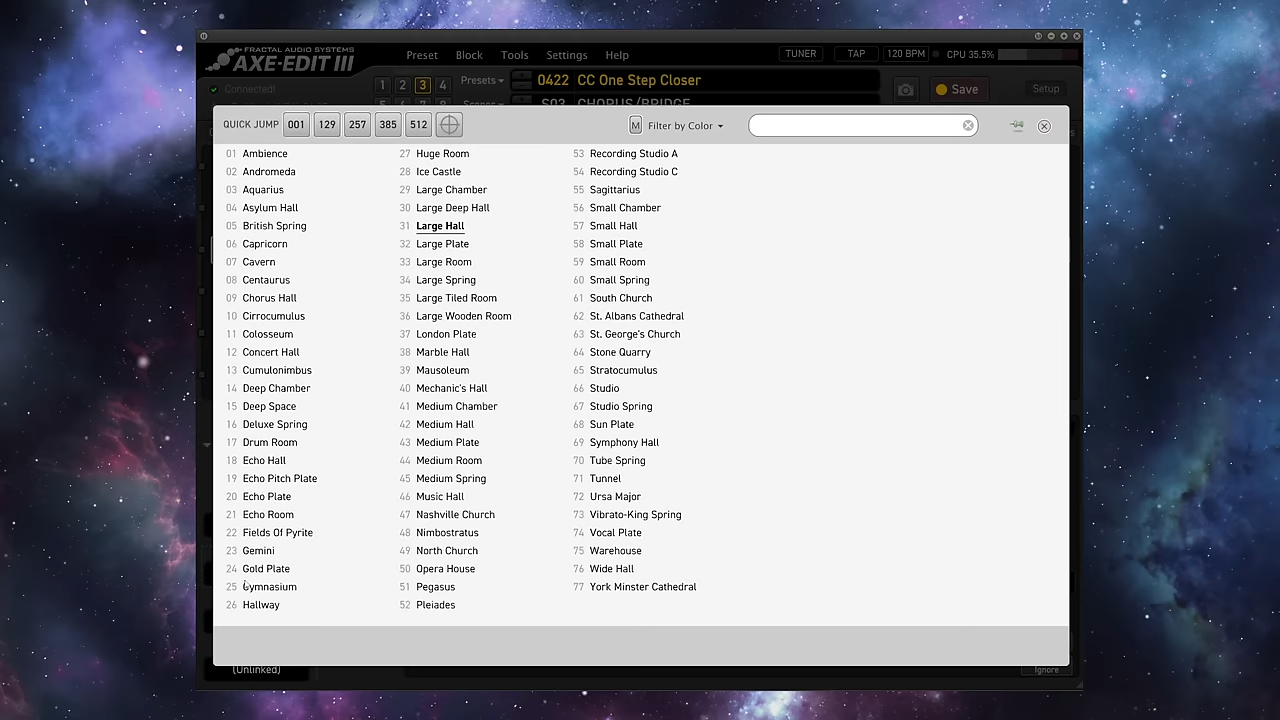 FRACTAL AUDIO SYSTEMS
AXE-EDIT III
Preset Block Tools Settings Help
TUNER TAP 120 BPM CPU 35.5%
Connected!
1 2 3 4
Presets
0422 CC One Step Closer
Save
Setup
S03 CHORUS/BRIDGE
QUICK JUMP 001 129 257 385 512
M Filter by Color
01 Ambience
02 Andromeda
03 Aquarius
04 Asylum Hall
05 British Spring
06 Capricorn
07 Cavern
08 Centaurus
09 Chorus Hall
10 Cirrocumulus
11 Colosseum
12 Concert Hall
13 Cumulonimbus
14 Deep Chamber
15 Deep Space
16 Deluxe Spring
17 Drum Room
18 Echo Hall
19 Echo Pitch Plate
20 Echo Plate
21 Echo Room
22 Fields Of Pyrite
23 Gemini
24 Gold Plate
25 Gymnasium
26 Hallway
27 Huge Room
28 Ice Castle
29 Large Chamber
30 Large Deep Hall
31 Large Hall
32 Large Plate
33 Large Room
34 Large Spring
35 Large Tiled Room
36 Large Wooden Room
37 London Plate
38 Marble Hall
39 Mausoleum
40 Mechanic's Hall
41 Medium Chamber
42 Medium Hall
43 Medium Plate
44 Medium Room
45 Medium Spring
46 Music Hall
47 Nashville Church
48 Nimbostratus
49 North Church
50 Opera House
51 Pegasus
52 Pleiades
53 Recording Studio A
54 Recording Studio C
55 Sagittarius
56 Small Chamber
57 Small Hall
58 Small Plate
59 Small Room
60 Small Spring
61 South Church
62 St. Albans Cathedral
63 St. George's Church
64 Stone Quarry
65 Stratocumulus
66 Studio
67 Studio Spring
68 Sun Plate
69 Symphony Hall
70 Tube Spring
71 Tunnel
72 Ursa Major
73 Vibrato-King Spring
74 Vocal Plate
75 Warehouse
76 Wide Hall
77 York Minster Cathedral
(Unlinked)
Ignore